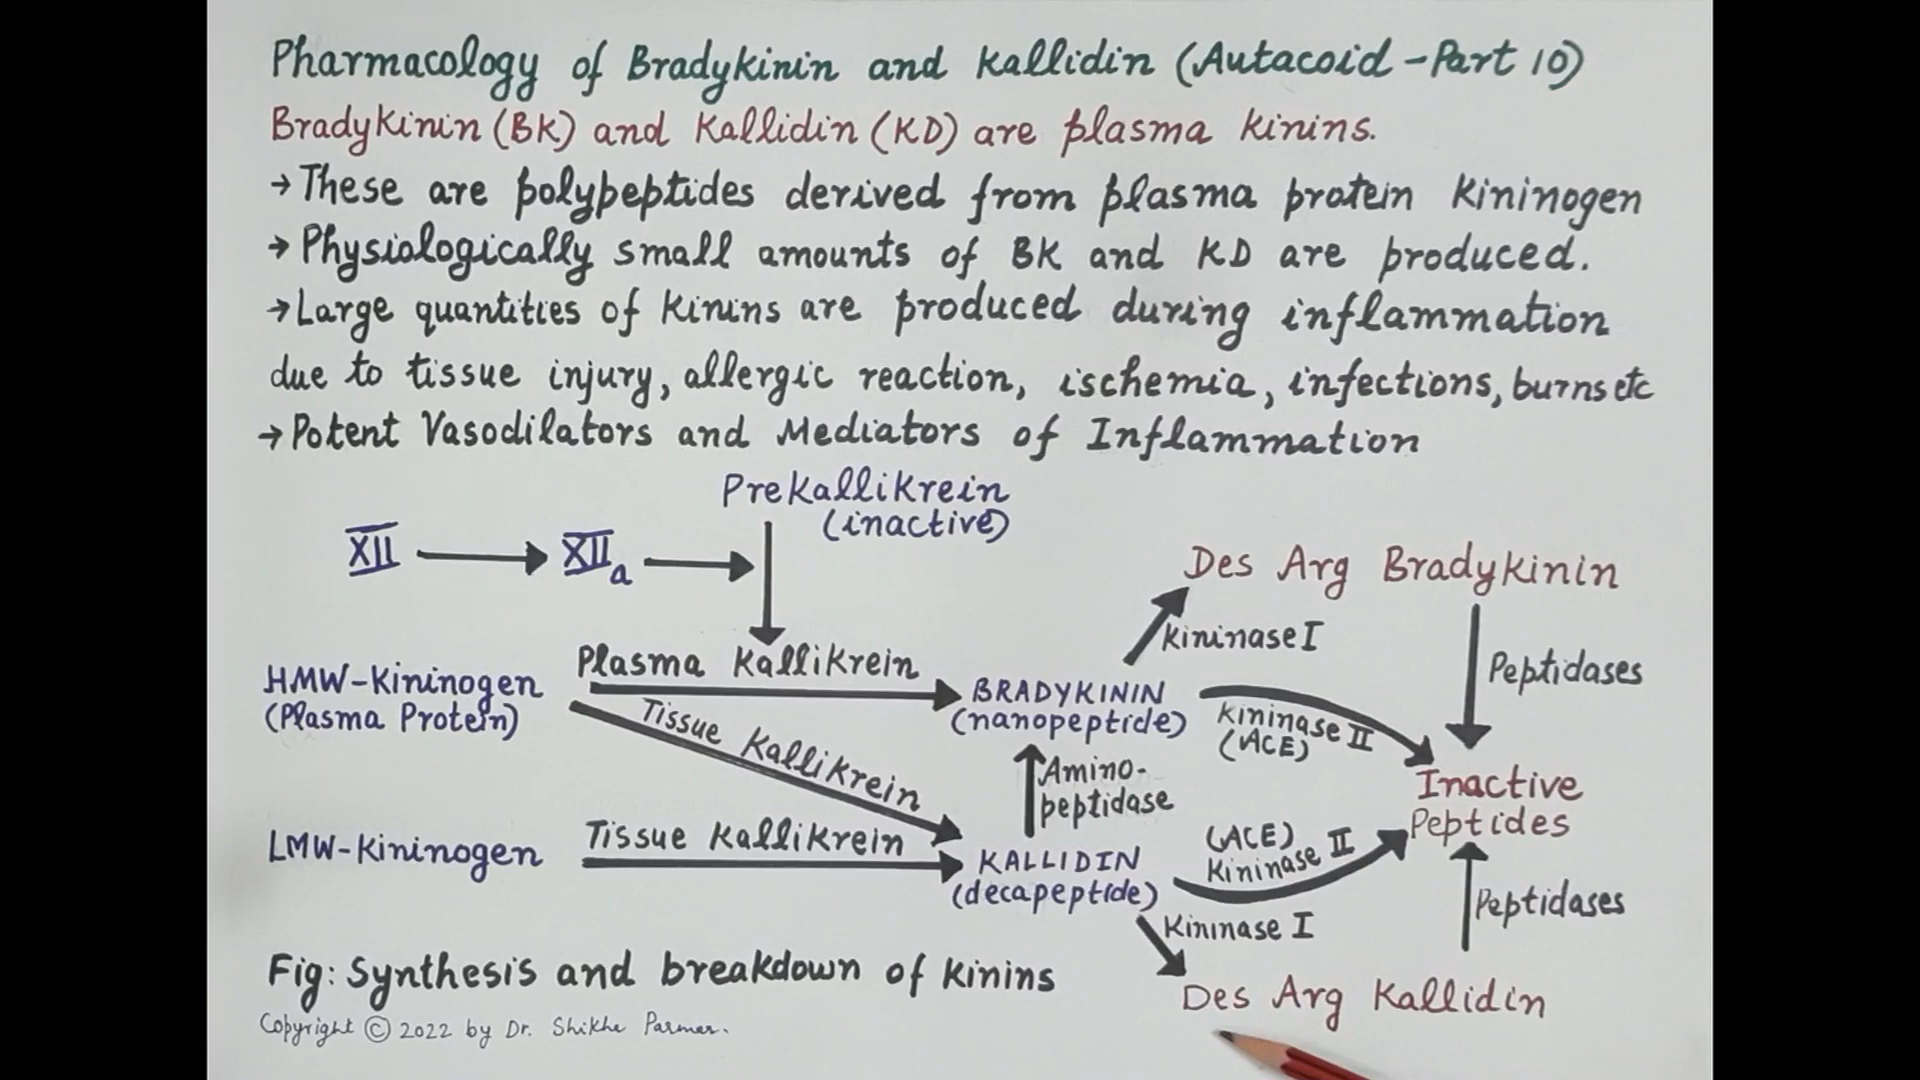 Pharmacology of Bradykinin and Kallidin (Autacoid-Part 10)
Bradykinin (BK) and Kallidin (KD) are plasma kinins.
→These are polypeptides derived from plasma protein Kininogen
→Physiologically small amounts of BK and KD are produced.
→Large quantities of kinins are produced during inflammation
due to tissue injury, allergic reaction, ischemia, infections, burns etc
→Potent Vasodilators and Mediators of Inflammation
Prekallikrein
(inactive)
XII
XIIa
Des Arg Bradykinin
Kininase I
Peptidases
HMW-Kininogen
(Plasma Protein)
Plasma Kallikrein
Tissue Kallikrein
BRADYKININ
(nanopeptide)
Kininase II
(ACE)
Amino-
peptidase
Inactive
Peptides
LMW-Kininogen
Tissue Kallikrein
KALLIDIN
(decapeptide)
(ACE)
Kininase II
Kininase I
Peptidases
Des Arg Kallidin
Fig: Synthesis and breakdown of kinins
Copyright © 2022 by Dr. Shikha Parmar.